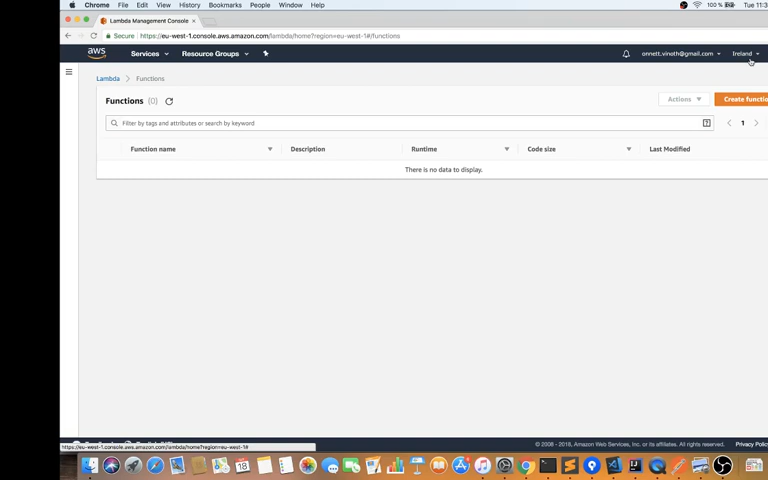 Chrome File Edit View History Bookmarks People Window Help 100 % Tue 11:3
Lambda Management Console
Secure https://eu-west-1.console.aws.amazon.com/lambda/home?region=eu-west-1#/functions
aws Services Resource Groups onnett.vinoth@gmail.com Ireland
Lambda Functions
Functions (0) Actions Create functio
Filter by tags and attributes or search by keyword 1
Function name Description Runtime Code size Last Modified
There is no data to display.
https://eu-west-1.console.aws.amazon.com/lambda/home?region=eu-west-1# © 2008 - 2018, Amazon Web Services, Inc. or its affiliates. All rights reserved. Privacy Polic
18